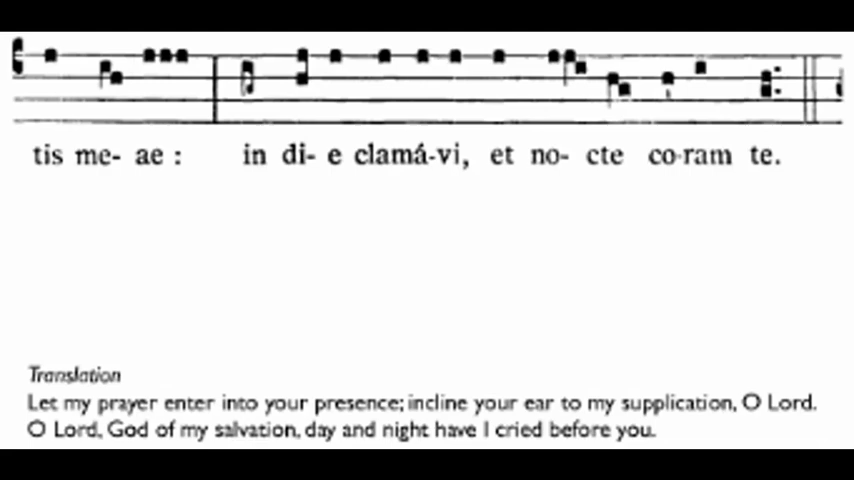 tis me- ae : in di- e clamá-vi, et no- cte co-ram te.
Translation
Let my prayer enter into your presence; incline your ear to my supplication, O Lord.
O Lord, God of my salvation, day and night have I cried before you.